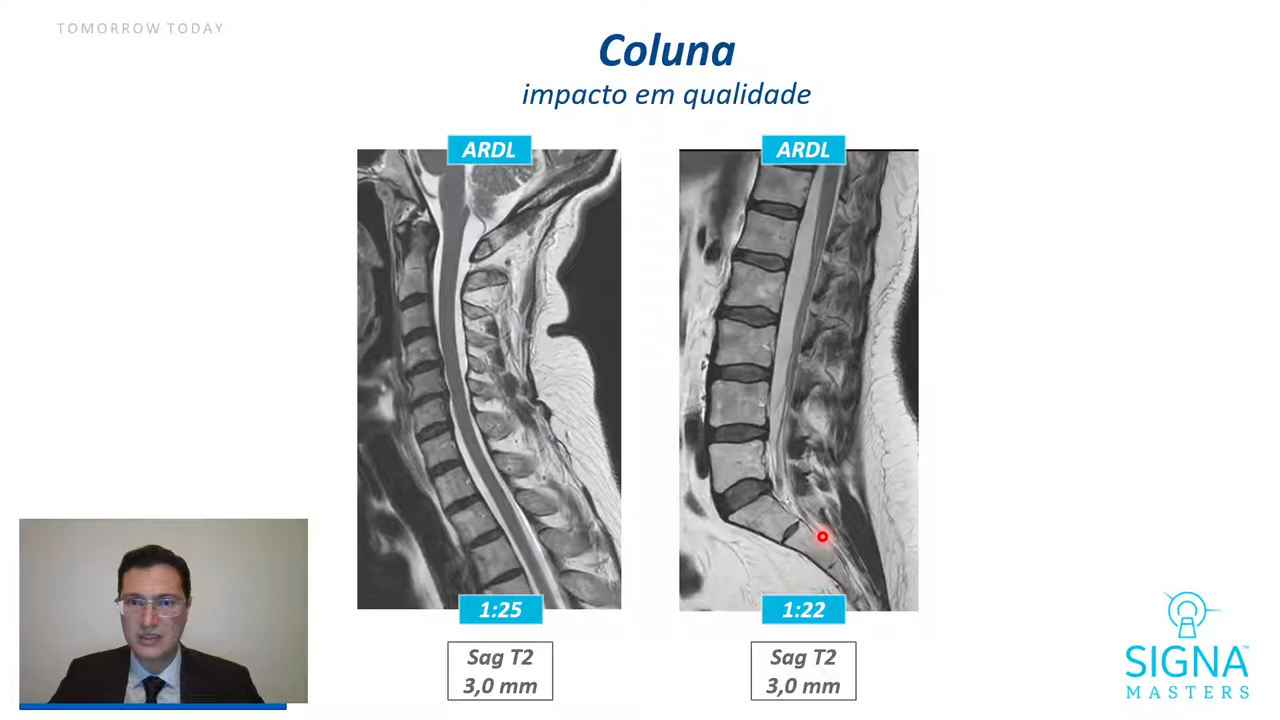 TOMORROW TODAY
Coluna
impacto em qualidade
ARDL
ARDL
1:25
1:22
Sag T2
3,0 mm
Sag T2
3,0 mm
SIGNA™
MASTERS